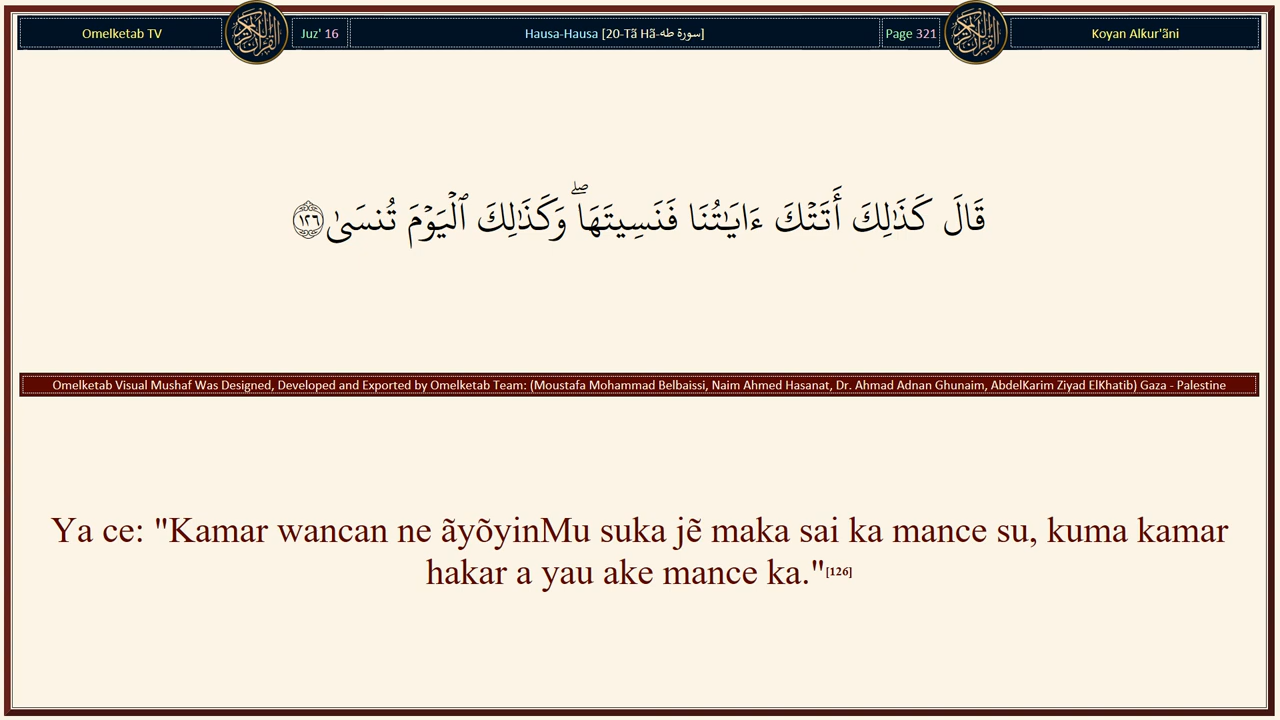 Omelketab TV
Juz' 16
Hausa-Hausa [20-Tã Hã-سورة طه]
Page 321
Koyan Alƙur'ãni
قَالَ كَذَٰلِكَ أَتَتۡكَ ءَايَٰتُنَا فَنَسِيتَهَاۖ وَكَذَٰلِكَ ٱلۡيَوۡمَ تُنسَىٰ ١٢٦
Omelketab Visual Mushaf Was Designed, Developed and Exported by Omelketab Team: (Moustafa Mohammad Belbaissi, Naim Ahmed Hasanat, Dr. Ahmad Adnan Ghunaim, AbdelKarim Ziyad ElKhatib) Gaza - Palestine
Ya ce: "Kamar wancan ne ãyõyinMu suka jẽ maka sai ka mance su, kuma kamar
hakar a yau ake mance ka."[126]